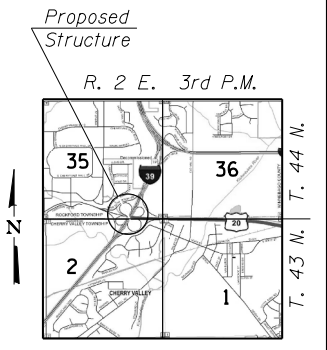 Proposed
Structure
R. 2 E. 3rd P.M.
35
36
39
ROCKFORD TOWNSHIP
CHERRY VALLEY TOWNSHIP
20
2
CHERRY VALLEY
1
N
T. 44 N.
T. 43 N.